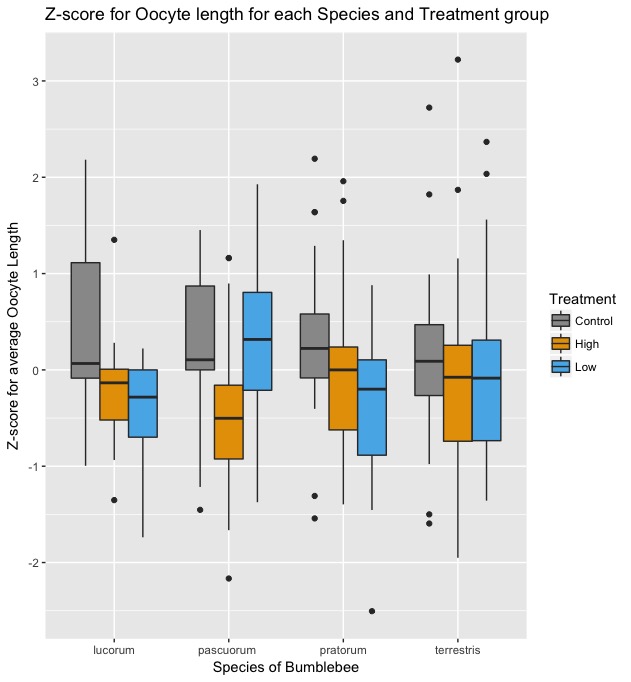 Z-score for Oocyte length for each Species and Treatment group
Z-score for average Oocyte Length
3
2
1
0
-1
-2
lucorum
pascuorum
pratorum
terrestris
Species of Bumblebee
Treatment
Control
High
Low